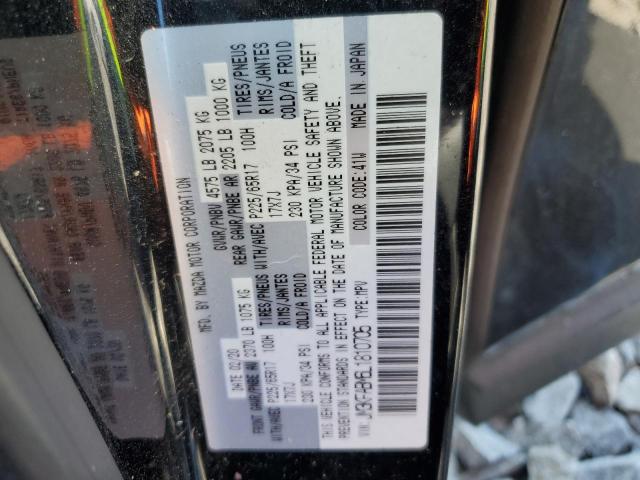 MFD. BY MAZDA MOTOR CORPORATION
DATE 02/20 GVWR/PNBV 4575 LB 2075 KG
FRONT GAWR/PNBE AV 2370 LB 1075 KG REAR GAWR/PNBE AR 2205 LB 1000 KG
WITH/AVEC P225/65R17 100H TIRES/PNEUS WITH/AVEC P225/65R17 100H TIRES/PNEUS
17X7J RIMS/JANTES 17X7J RIMS/JANTES
230 KPA/34 PSI COLD/A FROID 230 KPA/34 PSI COLD/A FROID
THIS VEHICLE CONFORMS TO ALL APPLICABLE FEDERAL MOTOR VEHICLE SAFETY AND THEFT
STANDARDS IN EFFECT ON THE DATE OF MANUFACTURE SHOWN ABOVE.
COLOR CODE:41W MADE IN JAPAN
VIN: TYPE:MPV